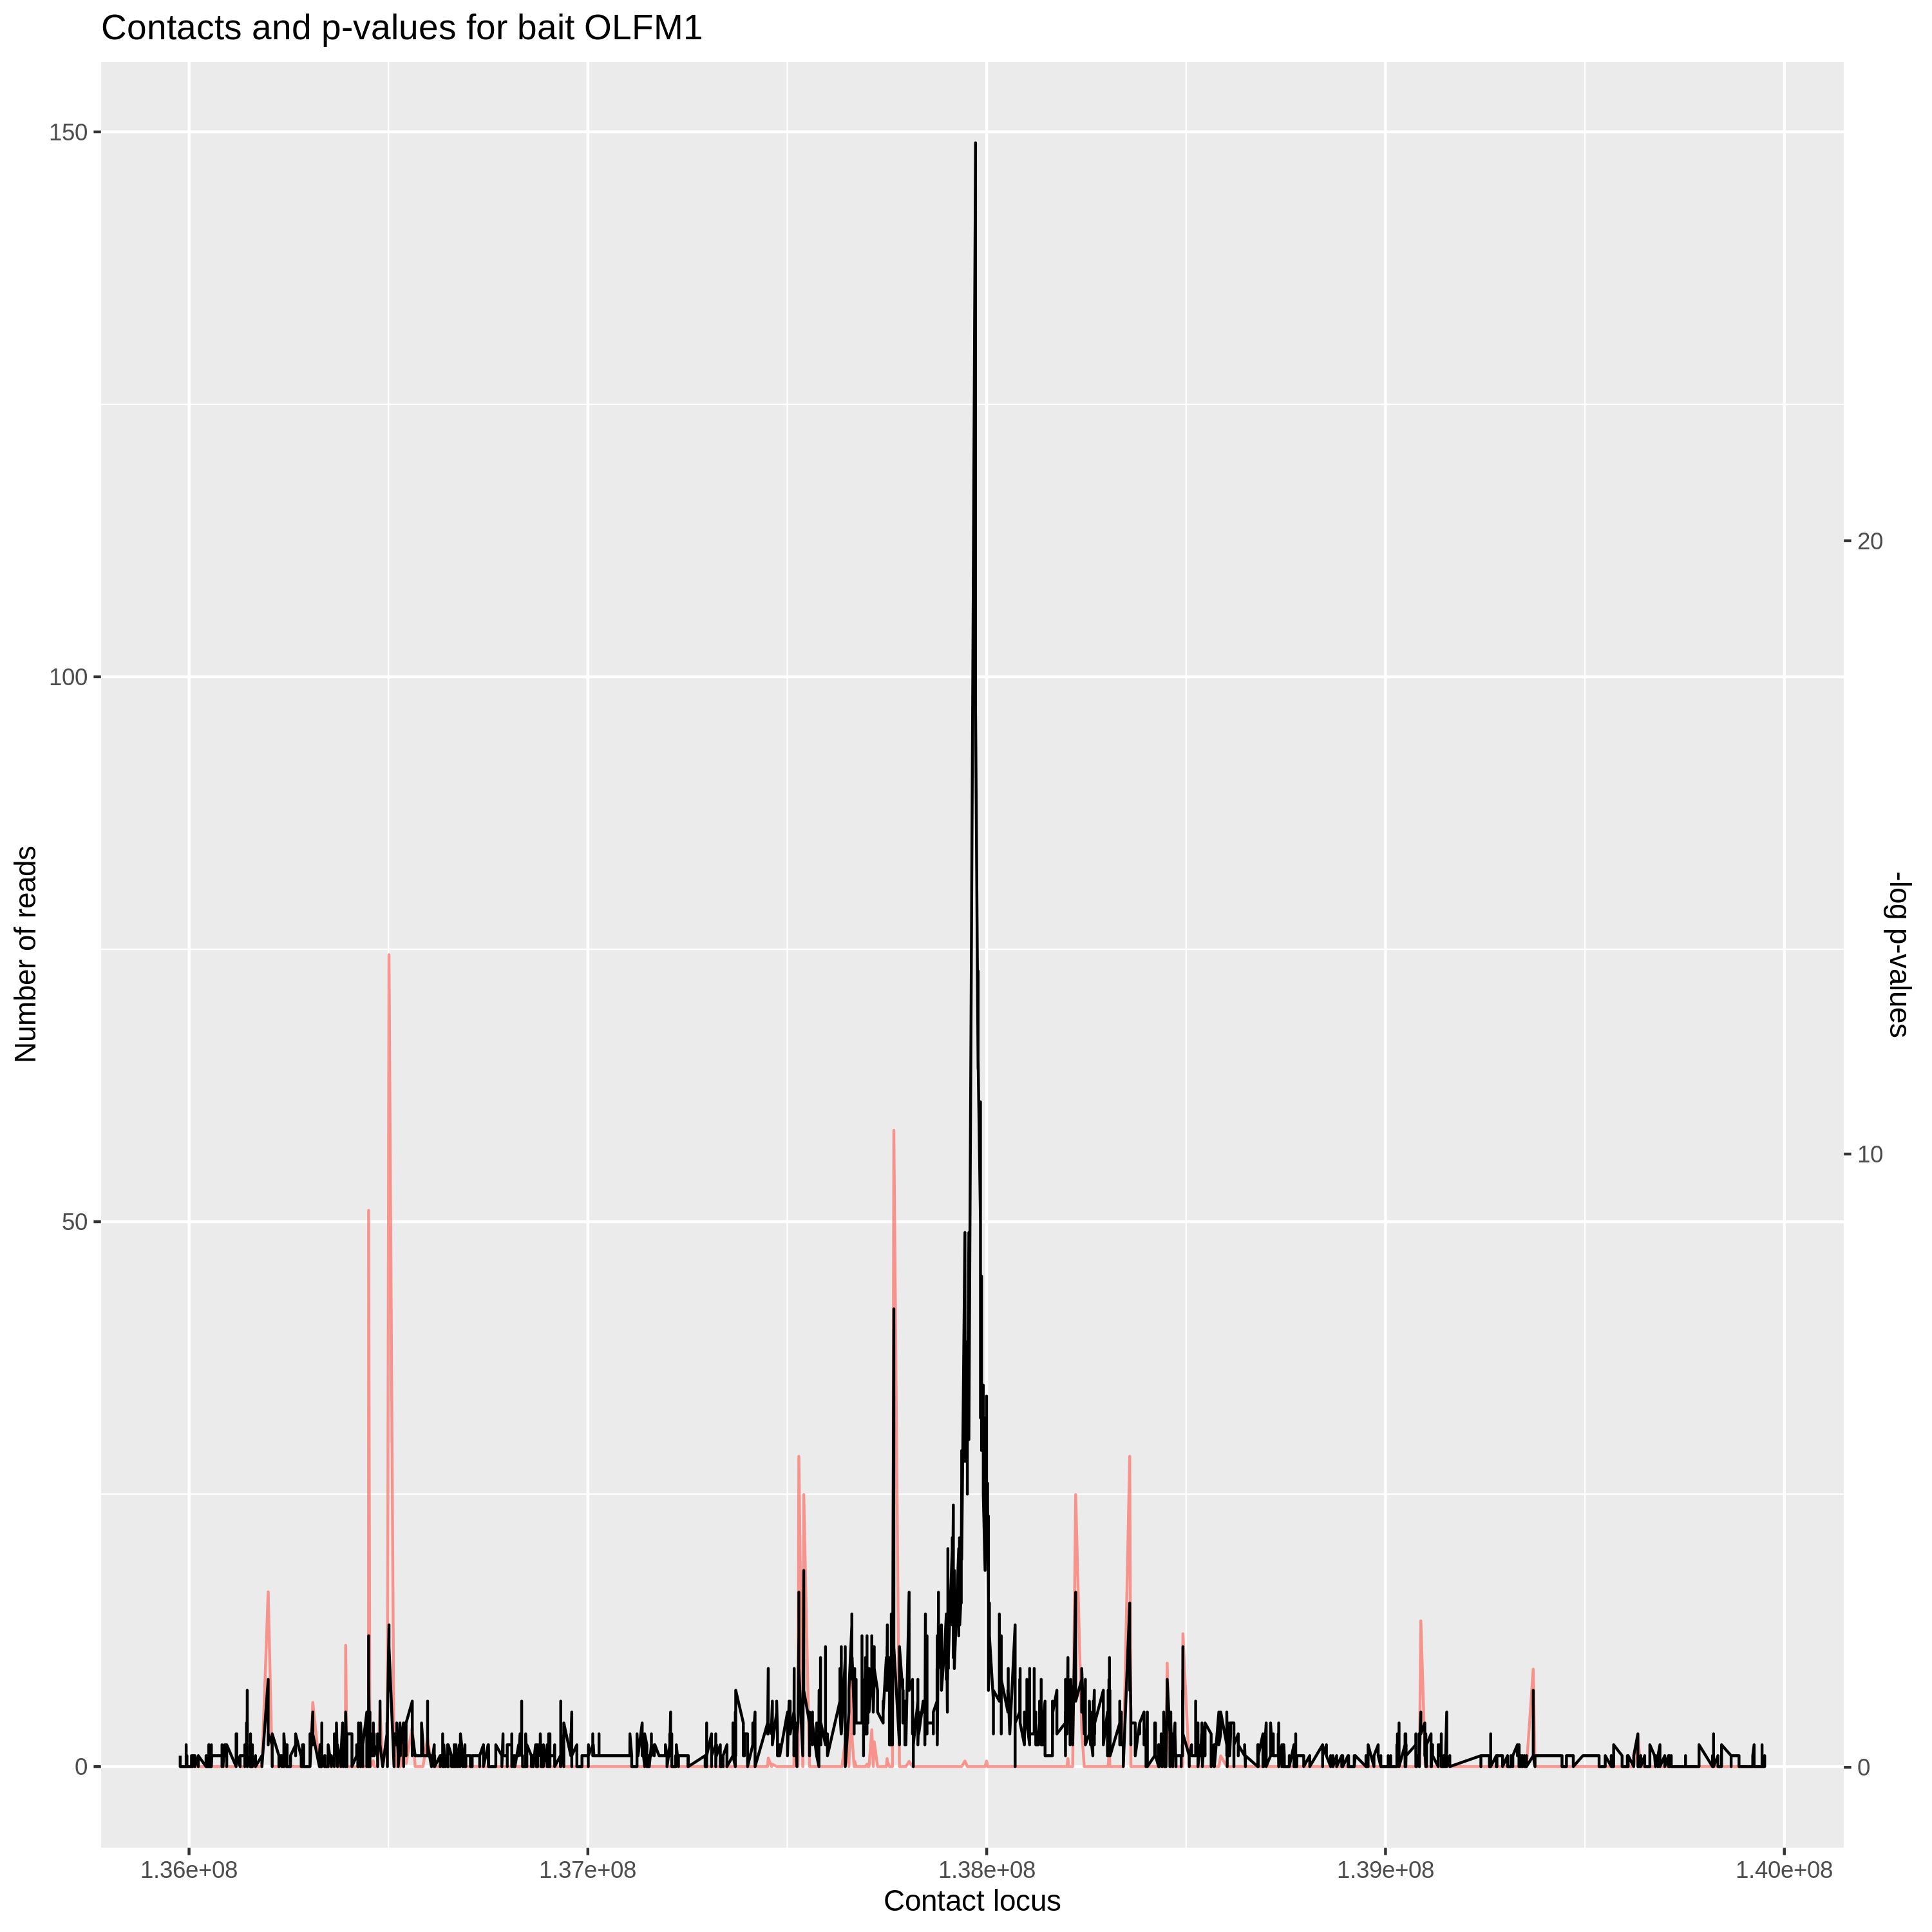 Contacts and p-values for bait OLFM1
150
100
50
0
Number of reads
20
10
0
-log p-values
1.36e+08 1.37e+08 1.38e+08 1.39e+08 1.40e+08
Contact locus